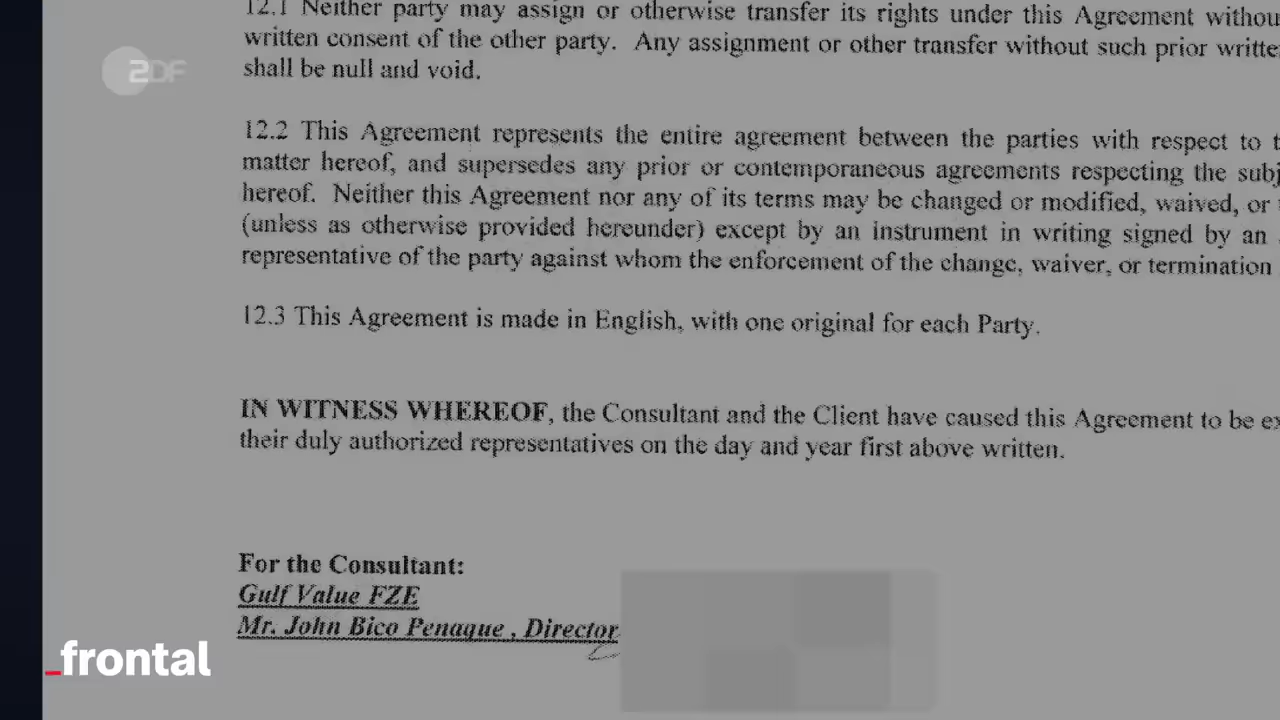 12.1 Neither party may assign or otherwise transfer its rights under this Agreement withou
written consent of the other party. Any assignment or other transfer without such prior writte
shall be null and void.
ZDF
12.2 This Agreement represents the entire agreement between the parties with respect to t
matter hereof, and supersedes any prior or contemporaneous agreements respecting the subj
hereof. Neither this Agreement nor any of its terms may be changed or modified, waived, or
(unless as otherwise provided hereunder) except by an instrument in writing signed by an
representative of the party against whom the enforcement of the change, waiver, or termination
12.3 This Agreement is made in English, with one original for each Party.
IN WITNESS WHEREOF, the Consultant and the Client have caused this Agreement to be ex
their duly authorized representatives on the day and year first above written.
For the Consultant:
Gulf Value FZE
Mr. John Bico Penaque , Director
_frontal